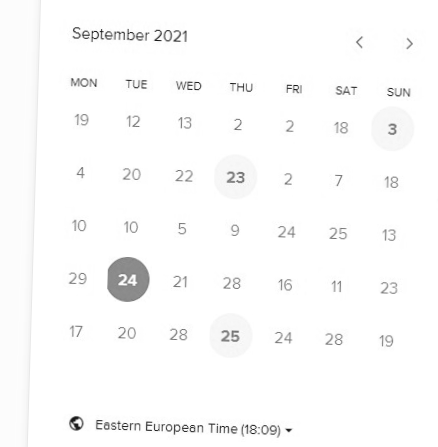 September 2021 < >
MON TUE WED THU FRI SAT SUN
19 12 13 2 2 18 3
4 20 22 23 2 7 18
10 10 5 9 24 25 13
29 24 21 28 16 11 23
17 20 28 25 24 28 19
Eastern European Time (18:09)